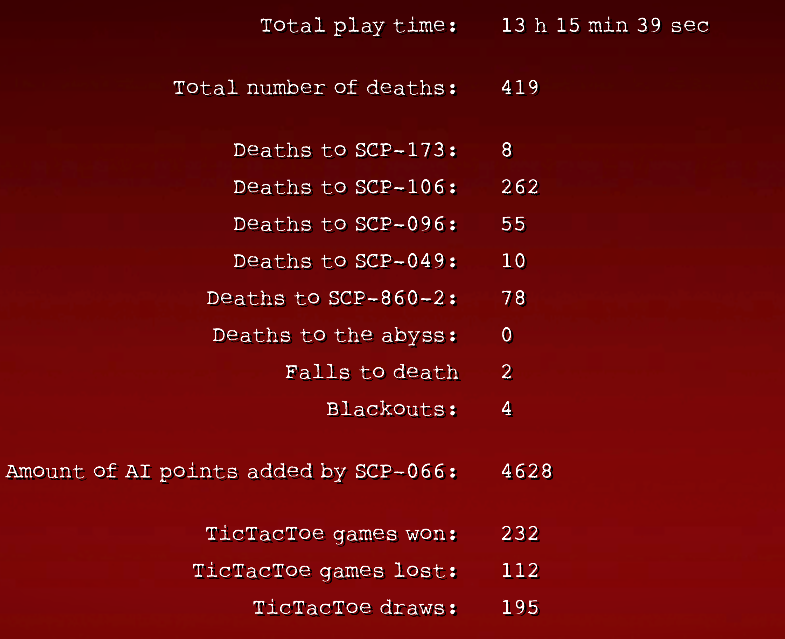 Total play time: 13 h 15 min 39 sec
Total number of deaths: 419
Deaths to SCP-173: 8
Deaths to SCP-106: 262
Deaths to SCP-096: 55
Deaths to SCP-049: 10
Deaths to SCP-860-2: 78
Deaths to the abyss: 0
Falls to death 2
Blackouts: 4
Amount of AI points added by SCP-066: 4628
TicTacToe games won: 232
TicTacToe games lost: 112
TicTacToe draws: 195